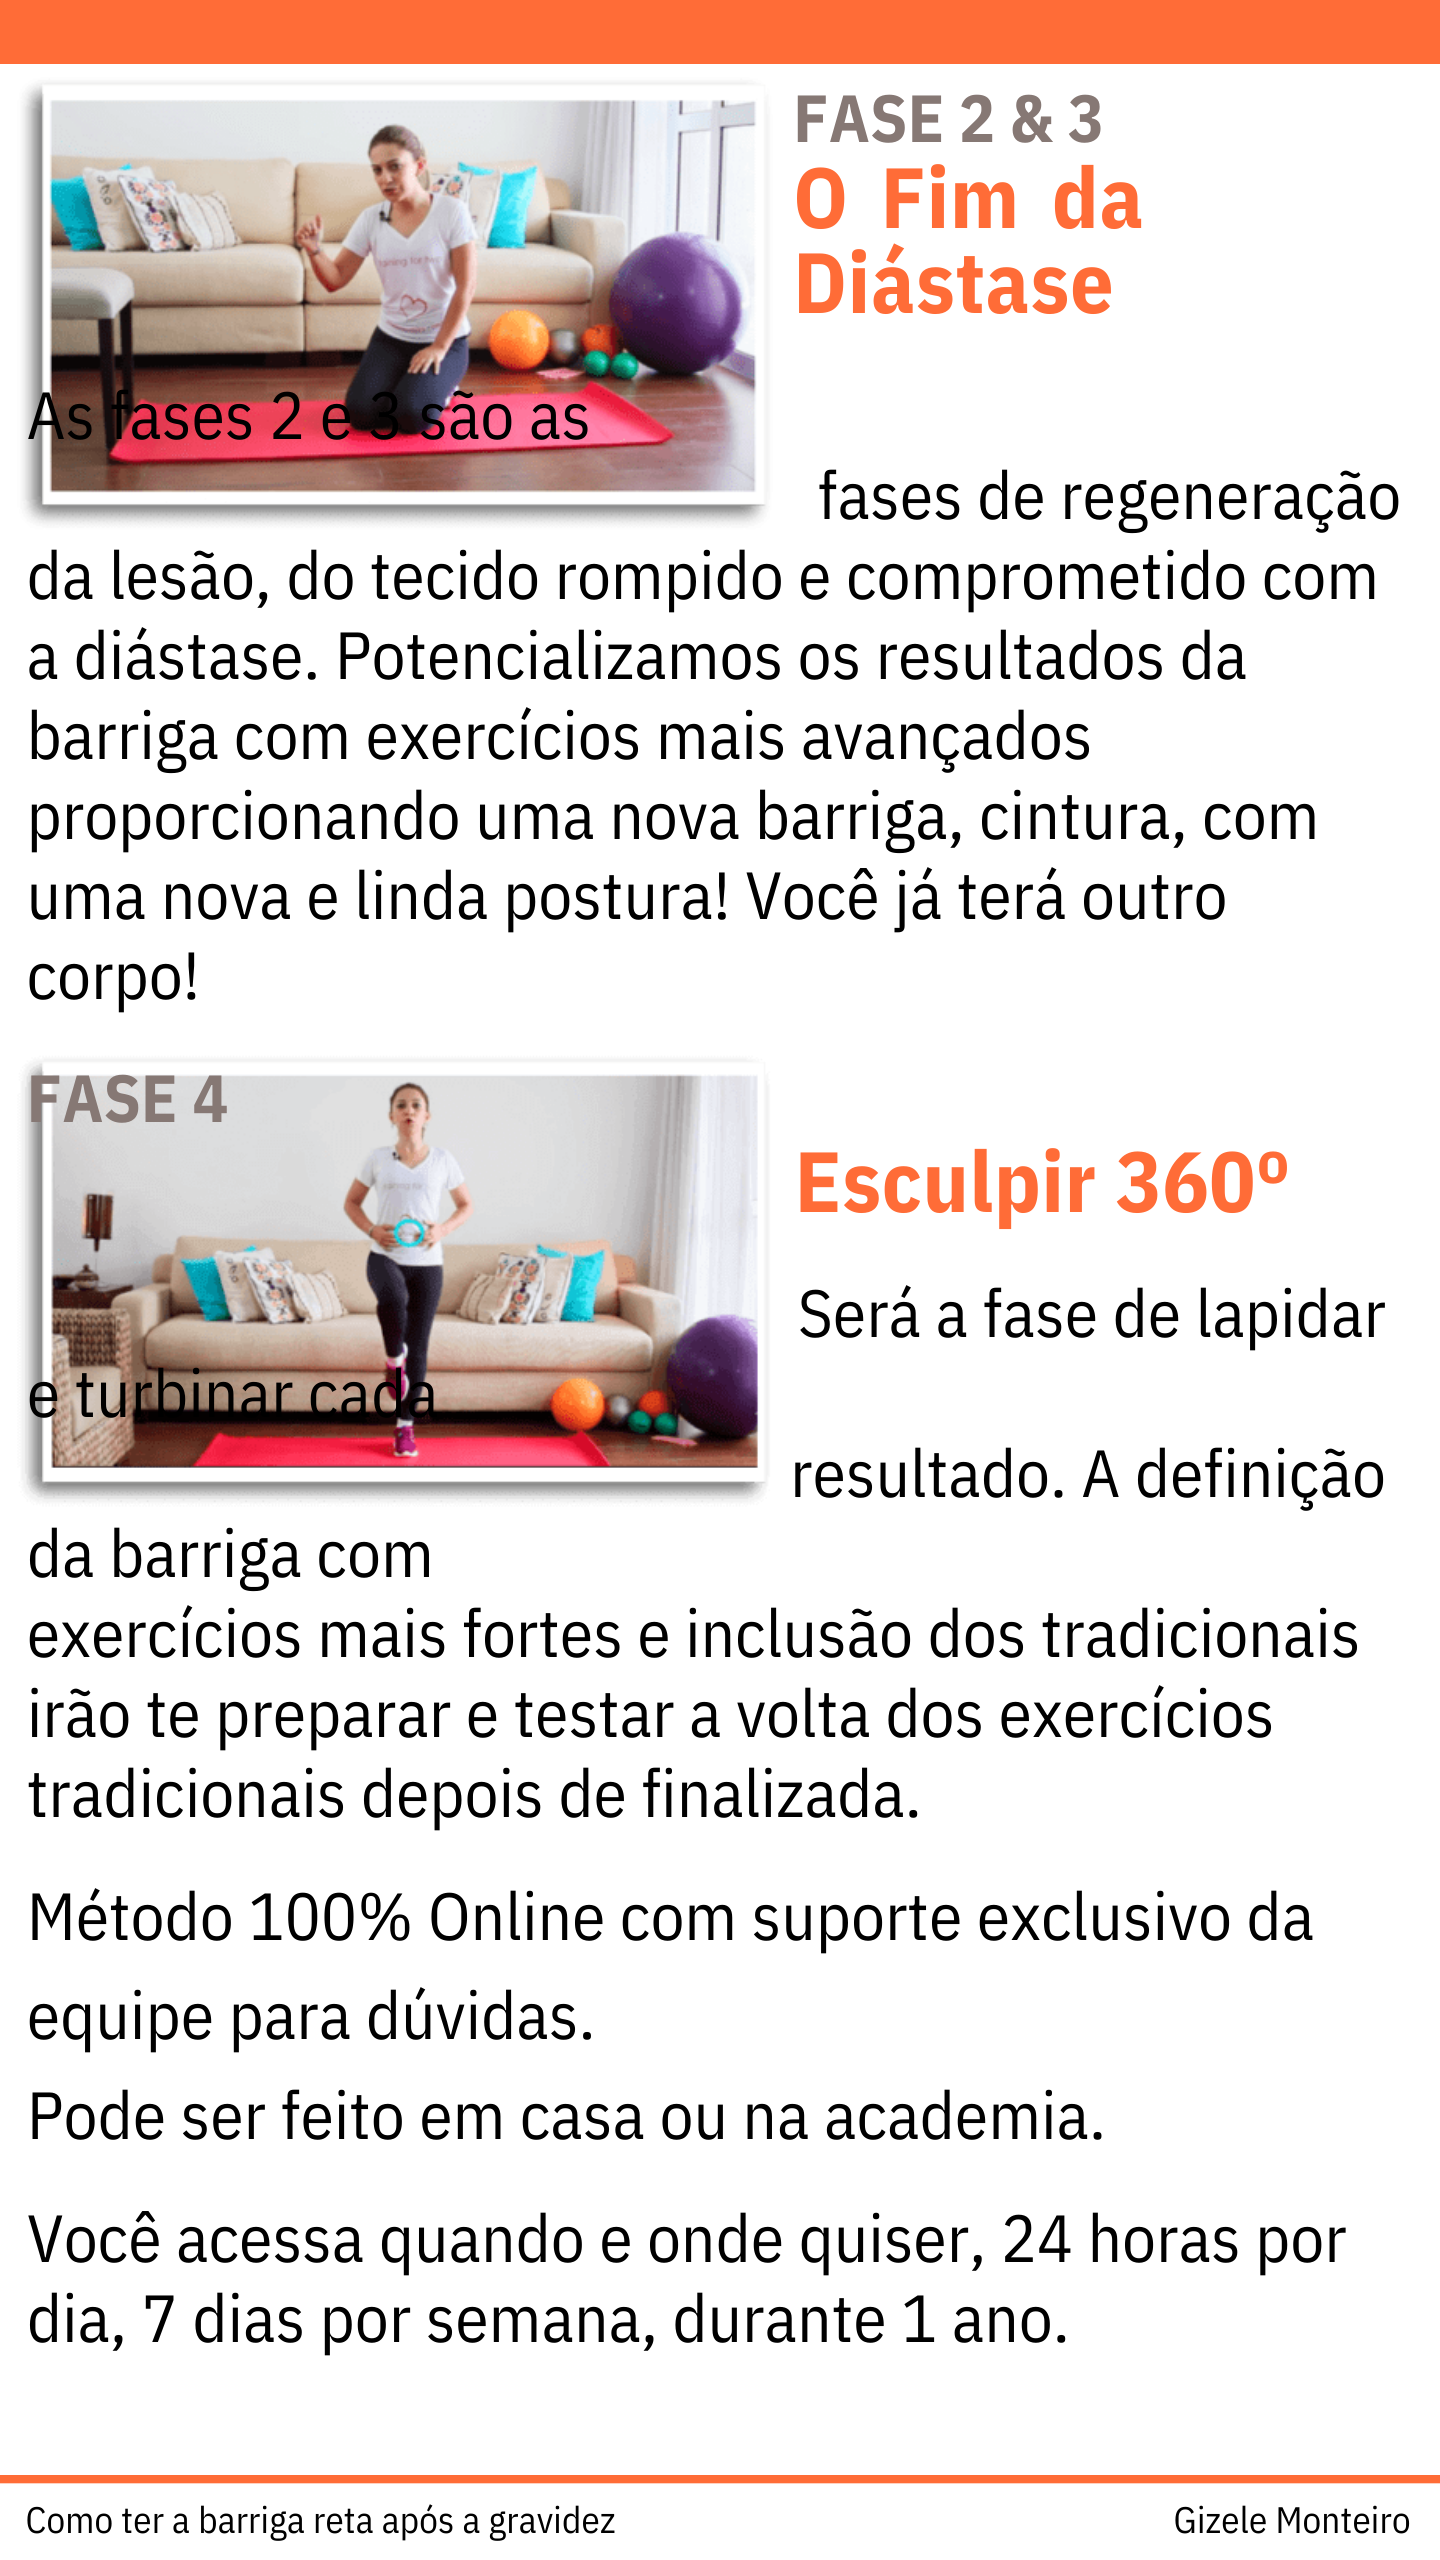 FASE 2 & 3
O Fim da
Diástase
As fases 2 e 3 são as
fases de regeneração
da lesão, do tecido rompido e comprometido com
a diástase. Potencializamos os resultados da
barriga com exercícios mais avançados
proporcionando uma nova barriga, cintura, com
uma nova e linda postura! Você já terá outro
corpo!
FASE 4
Esculpir 360º
Será a fase de lapidar
e turbinar cada
resultado. A definição
da barriga com
exercícios mais fortes e inclusão dos tradicionais
irão te preparar e testar a volta dos exercícios
tradicionais depois de finalizada.
Método 100% Online com suporte exclusivo da
equipe para dúvidas.
Pode ser feito em casa ou na academia.
Você acessa quando e onde quiser, 24 horas por
dia, 7 dias por semana, durante 1 ano.
Como ter a barriga reta após a gravidez
Gizele Monteiro